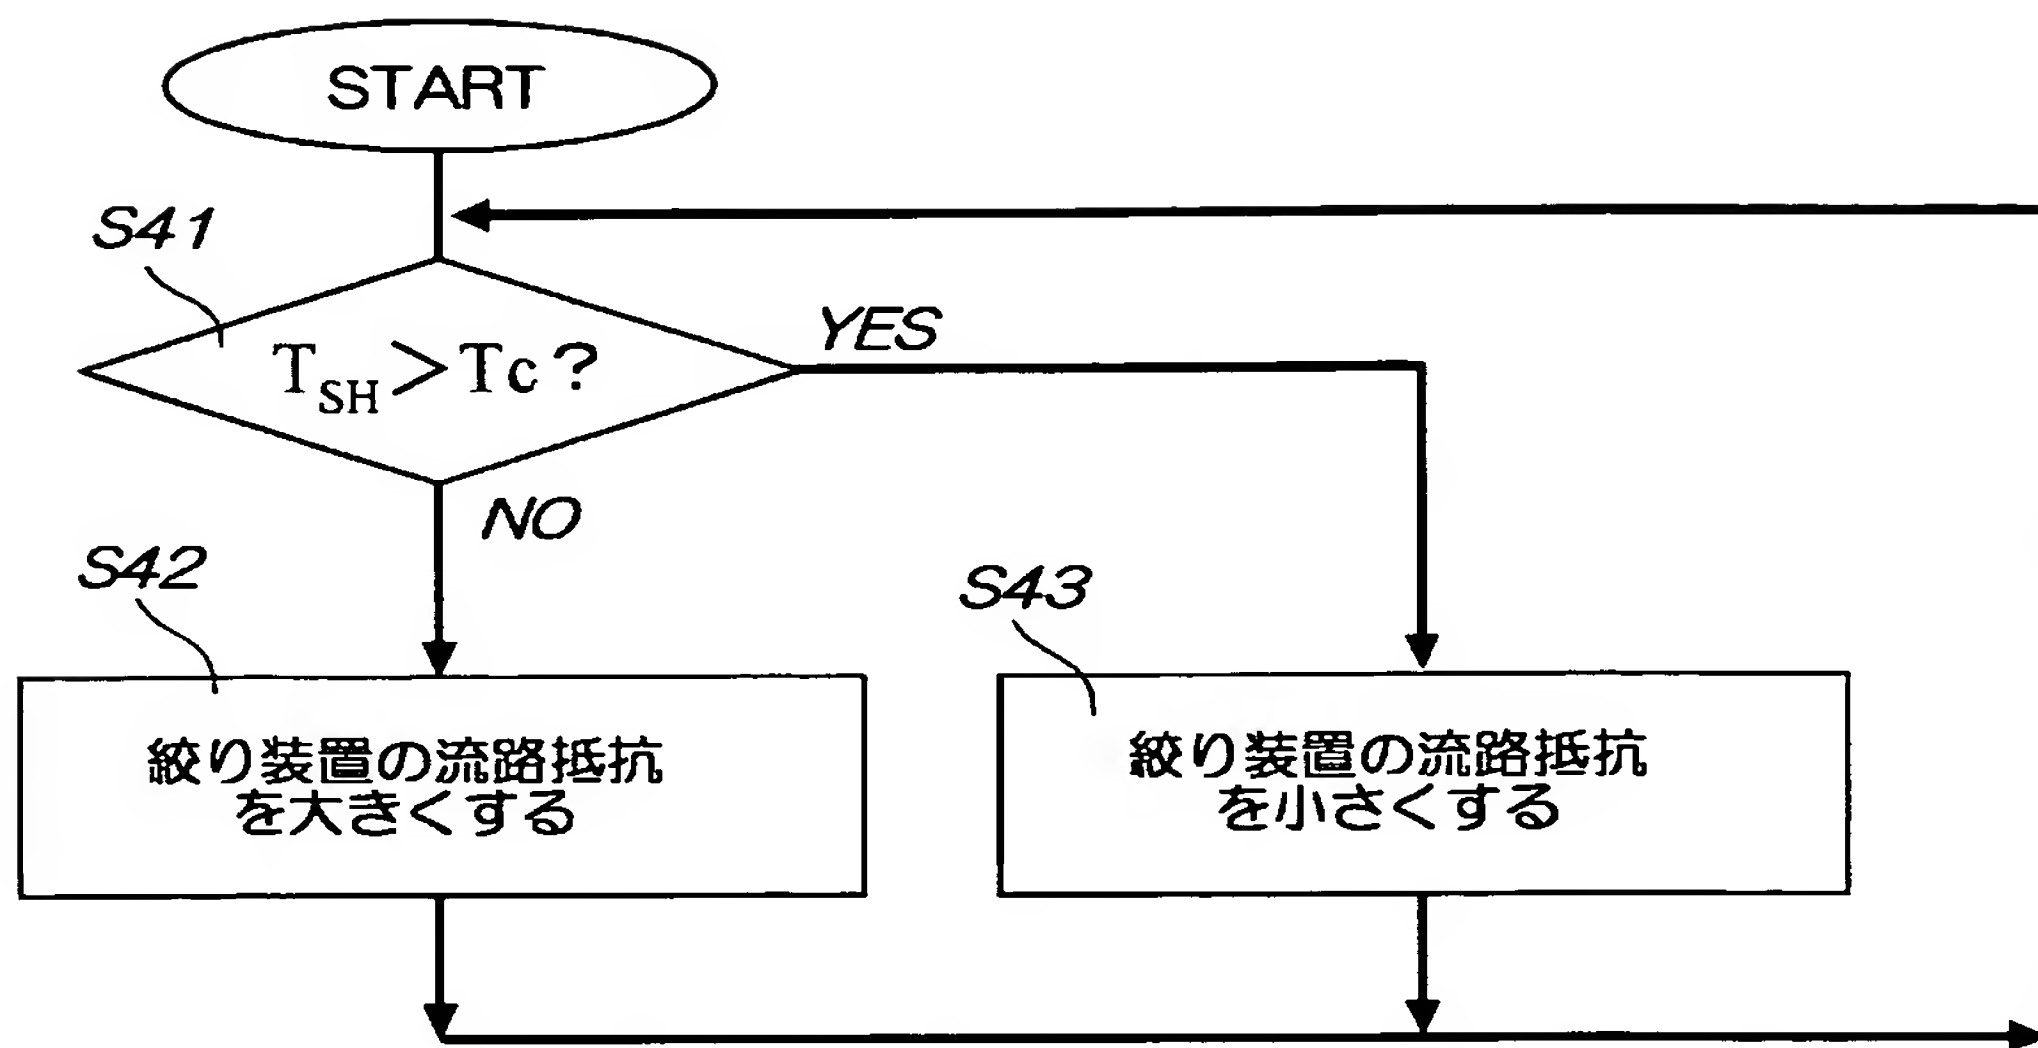 START
S41
T_SH>Tc?
YES
NO
S42
S43
絞り装置の流路抵抗
を大きくする
絞り装置の流路抵抗
を小さくする